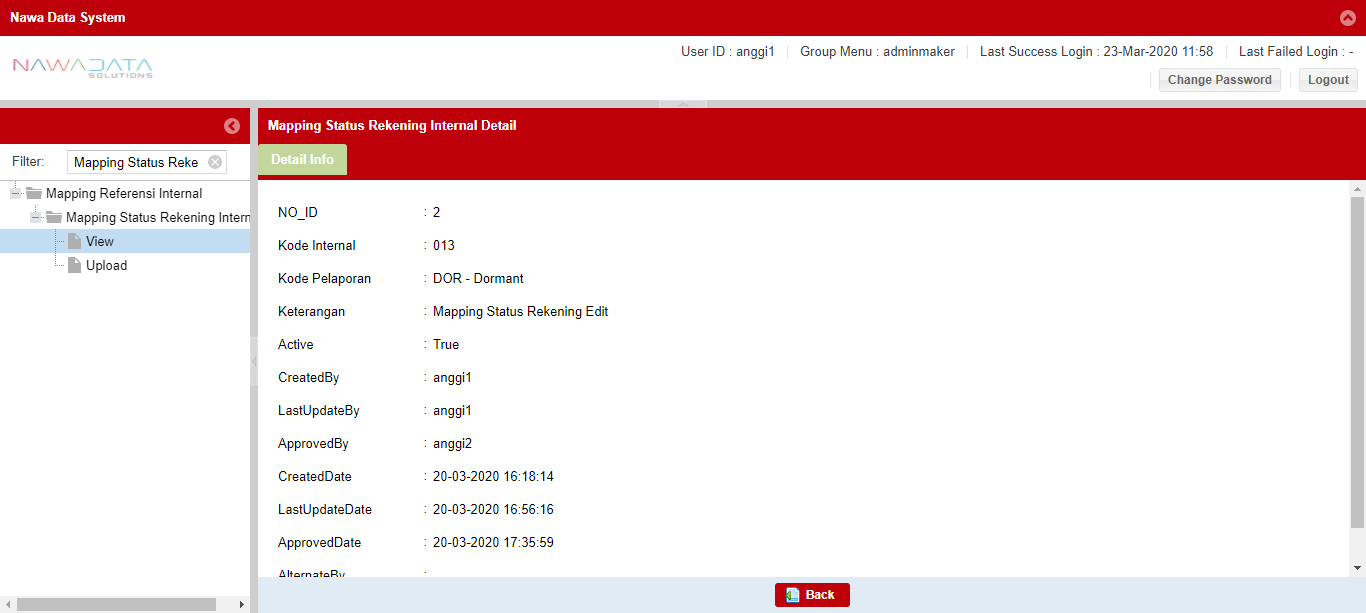 Nawa Data System
NAWADATA
SOLUTIONS
User ID : anggi1 Group Menu : adminmaker Last Success Login : 23-Mar-2020 11:58 Last Failed Login : -
Change Password Logout
Filter: Mapping Status Reke
Mapping Referensi Internal
Mapping Status Rekening Intern
View
Upload
Mapping Status Rekening Internal Detail
Detail Info
NO_ID : 2
Kode Internal : 013
Kode Pelaporan : DOR - Dormant
Keterangan : Mapping Status Rekening Edit
Active : True
CreatedBy : anggi1
LastUpdateBy : anggi1
ApprovedBy : anggi2
CreatedDate : 20-03-2020 16:18:14
LastUpdateDate : 20-03-2020 16:56:16
ApprovedDate : 20-03-2020 17:35:59
AlternateBy :
Back